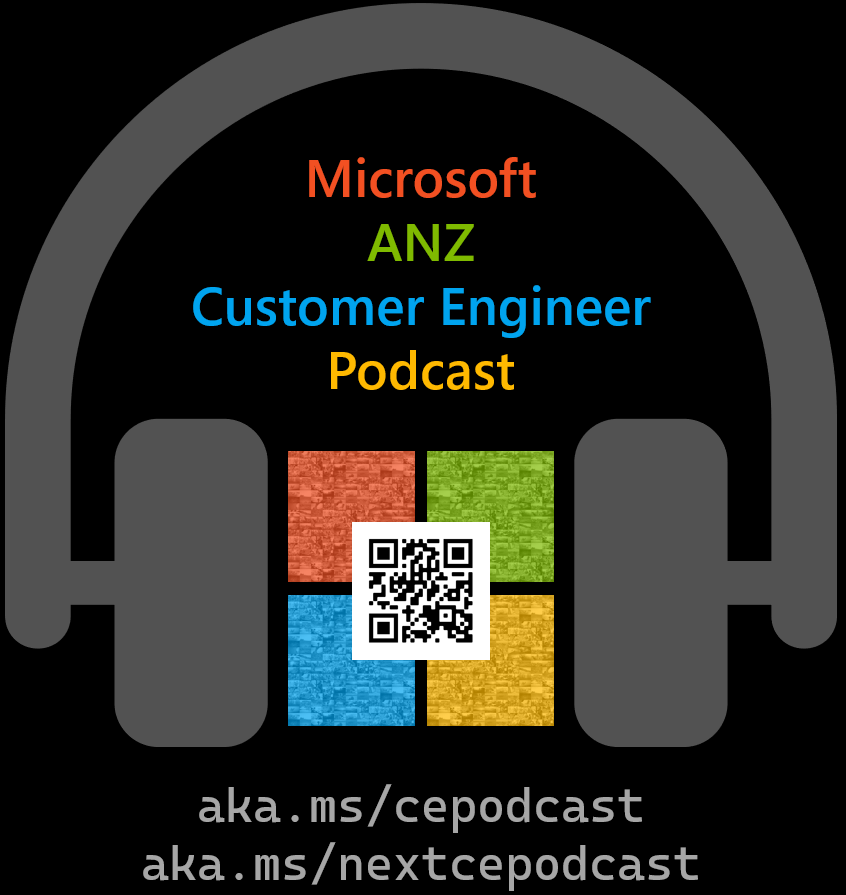 Microsoft
ANZ
Customer Engineer
Podcast
aka.ms/cepodcast
aka.ms/nextcepodcast